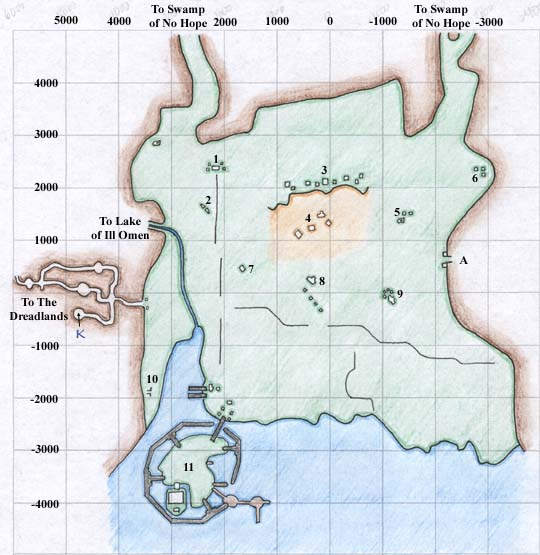 To Swamp
of No Hope
To Swamp
of No Hope
5000 4000 2000 1000 0 -1000 -3000
4000
3000
2000
1000
0
-1000
-2000
-3000
-4000
1
2
3
4
5
6
To Lake
of Ill Omen
A
7
8
9
To The
Dreadlands
K
10
11